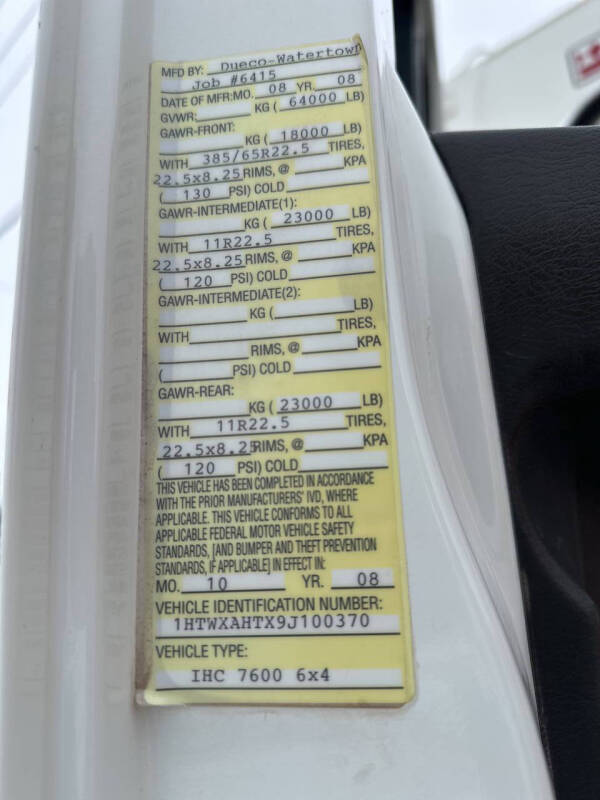 MFD BY: Dueco-Watertown
Job #6415
DATE OF MFR: MO. 08 YR. 08
GVWR: KG ( 64000 LB)
GAWR-FRONT:
KG ( 18000 LB)
WITH 385/65R22.5 TIRES,
22.5x8.25 RIMS, @ KPA
( 130 PSI) COLD
GAWR-INTERMEDIATE(1):
KG ( 23000 LB)
WITH 11R22.5 TIRES,
22.5x8.25 RIMS, @ KPA
( 120 PSI) COLD
GAWR-INTERMEDIATE(2):
KG ( LB)
WITH TIRES,
RIMS, @ KPA
( PSI) COLD
GAWR-REAR:
KG ( 23000 LB)
WITH 11R22.5 TIRES,
22.5x8.25 RIMS, @ KPA
( 120 PSI) COLD
THIS VEHICLE HAS BEEN COMPLETED IN ACCORDANCE
WITH THE PRIOR MANUFACTURERS' IVD, WHERE
APPLICABLE. THIS VEHICLE CONFORMS TO ALL
APPLICABLE FEDERAL MOTOR VEHICLE SAFETY
STANDARDS, [AND BUMPER AND THEFT PREVENTION
STANDARDS, IF APPLICABLE] IN EFFECT IN:
MO. 10 YR. 08
VEHICLE IDENTIFICATION NUMBER:
1HTWXAHTX9J100370
VEHICLE TYPE:
IHC 7600 6x4